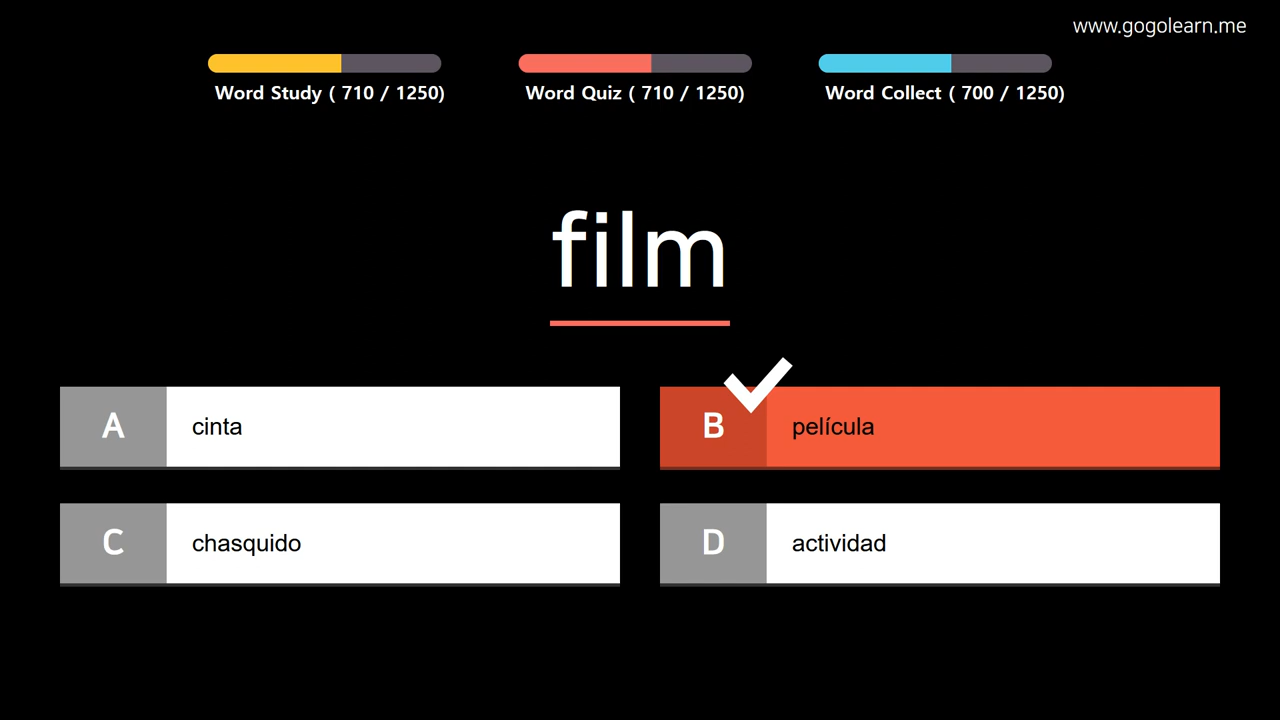 www.gogolearn.me
Word Study ( 710 / 1250)
Word Quiz ( 710 / 1250)
Word Collect ( 700 / 1250)
film
A cinta
B película
C chasquido
D actividad